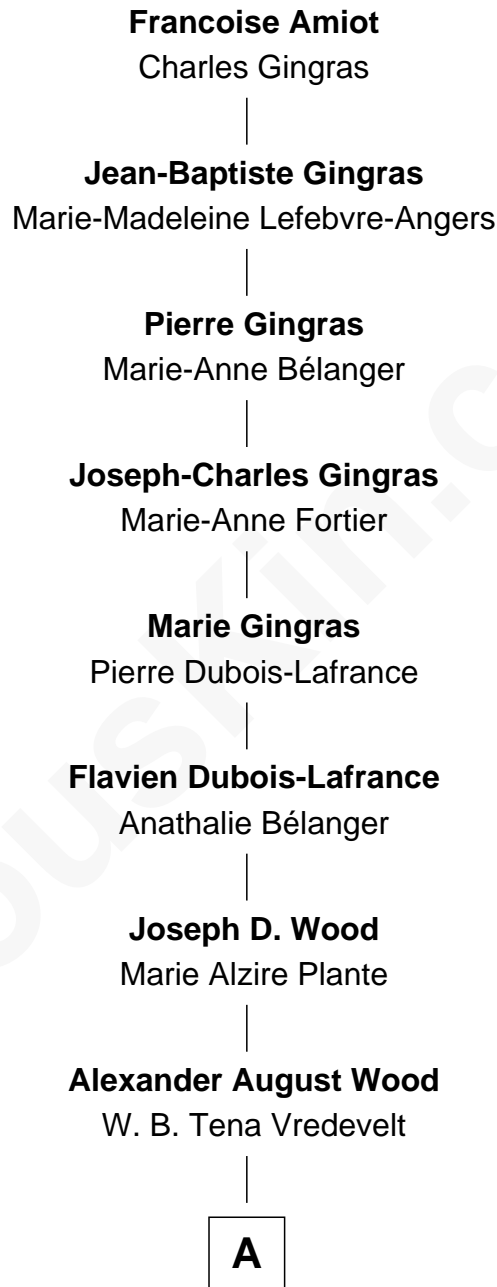 Francoise Amiot
Charles Gingras
Jean-Baptiste Gingras
Marie-Madeleine Lefebvre-Angers
Pierre Gingras
Marie-Anne Bélanger
Joseph-Charles Gingras
Marie-Anne Fortier
Marie Gingras
Pierre Dubois-Lafrance
Flavien Dubois-Lafrance
Anathalie Bélanger
Joseph D. Wood
Marie Alzire Plante
Alexander August Wood
W. B. Tena Vredevelt
A